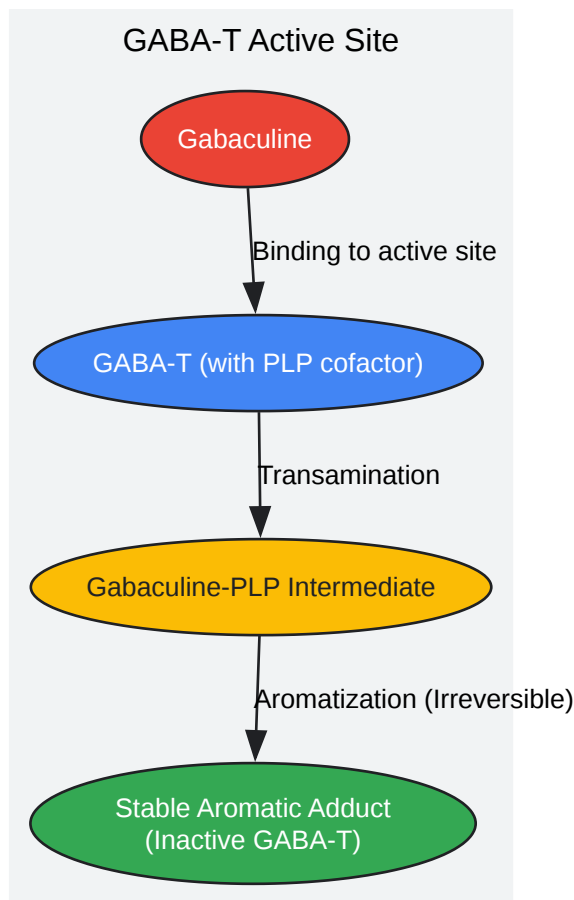 GABA-T Active Site
Gabaculine
Binding to active site
GABA-T (with PLP cofactor)
Transamination
Gabaculine-PLP Intermediate
Aromatization (Irreversible)
Stable Aromatic Adduct
(Inactive GABA-T)